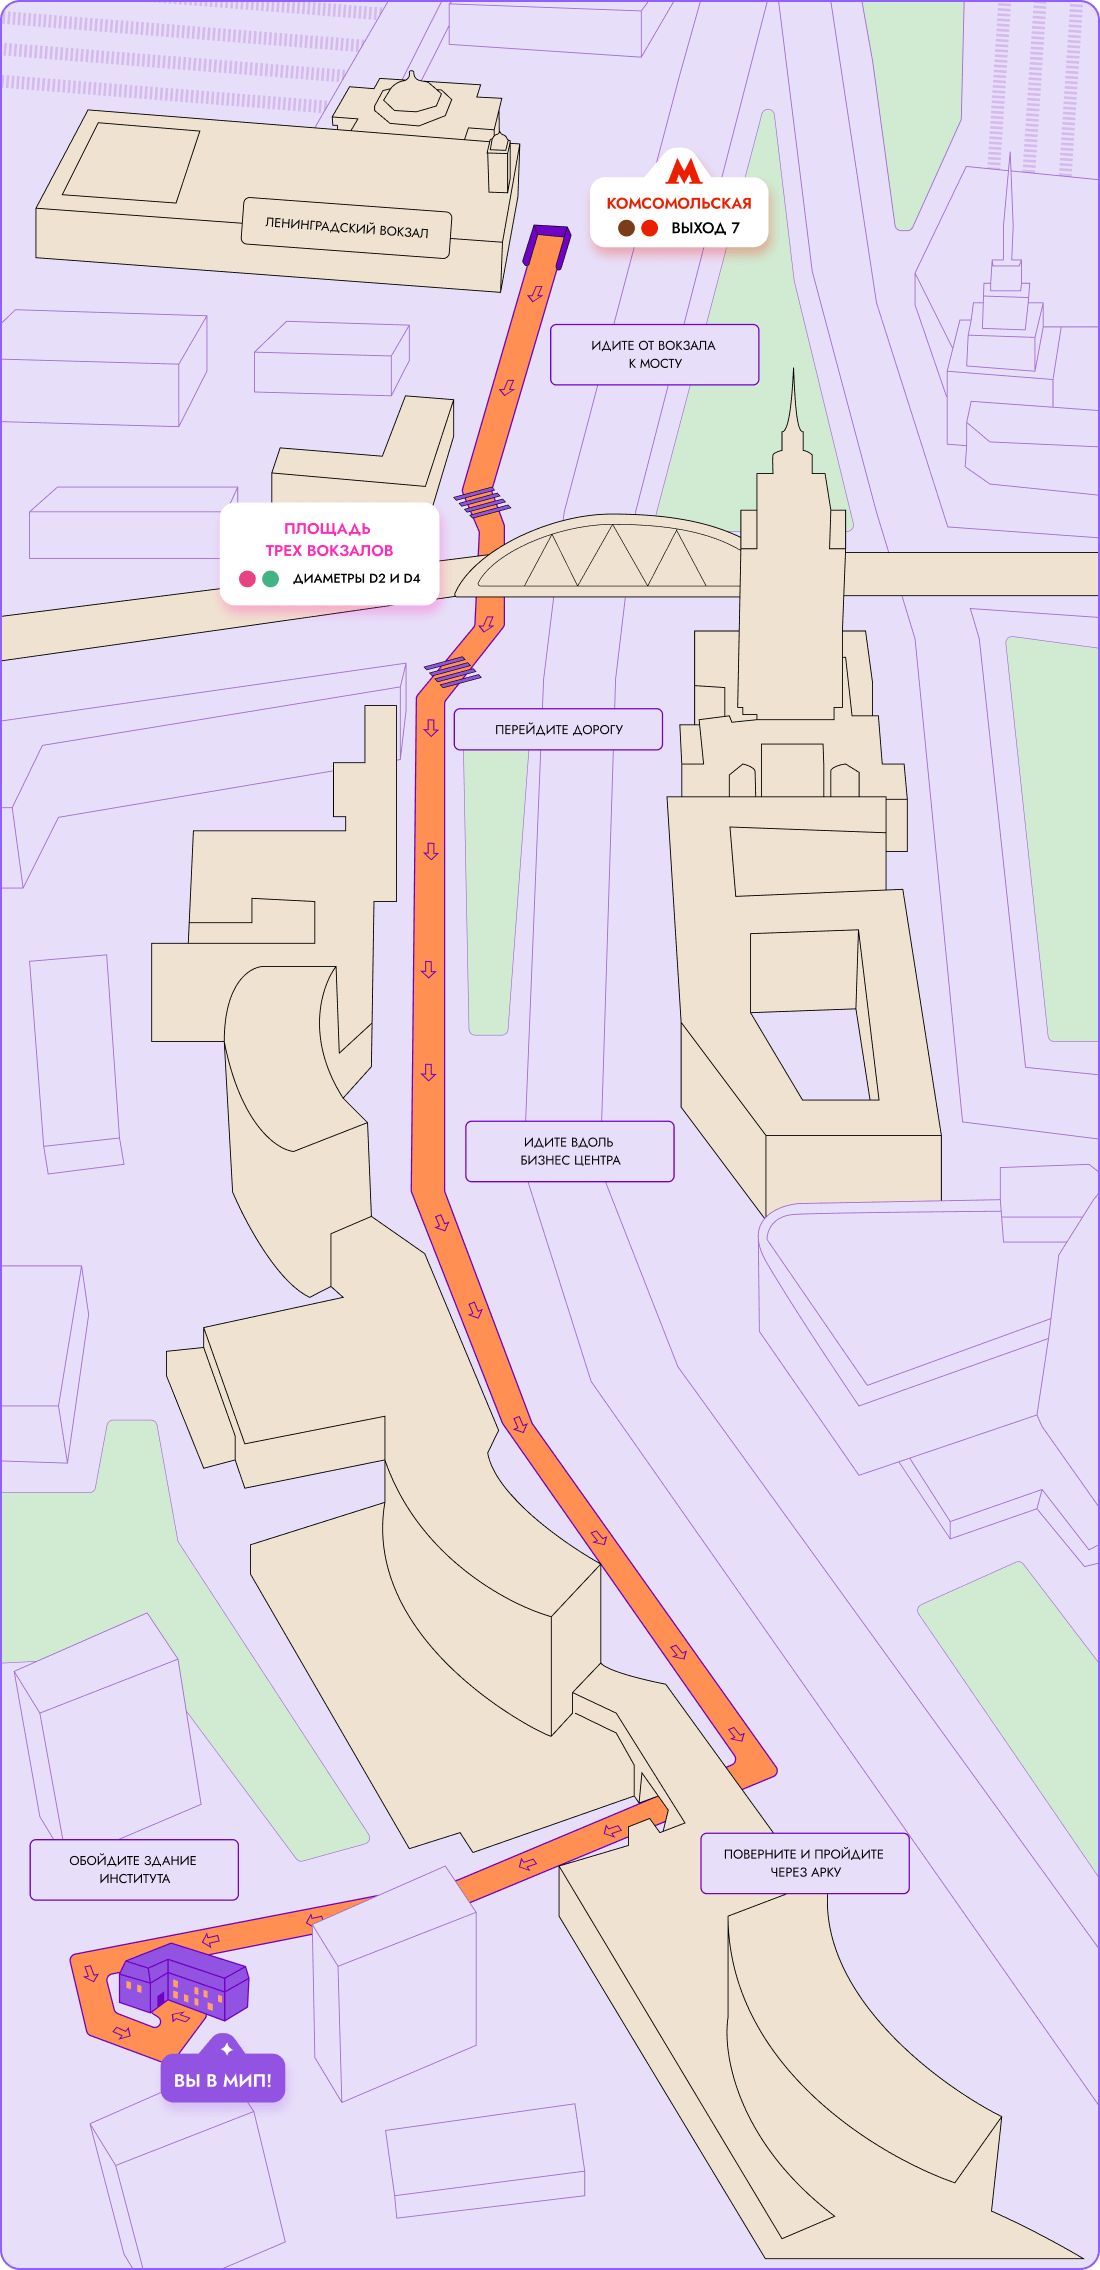 КОМСОМОЛЬСКАЯ
ВЫХОД 7
ЛЕНИНГРАДСКИЙ ВОКЗАЛ
ИДИТЕ ОТ ВОКЗАЛА
К МОСТУ
ПЛОЩАДЬ
ТРЕХ ВОКЗАЛОВ
ДИАМЕТРЫ D2 И D4
ПЕРЕЙДИТЕ ДОРОГУ
ИДИТЕ ВДОЛЬ
БИЗНЕС ЦЕНТРА
ПОВЕРНИТЕ И ПРОЙДИТЕ
ЧЕРЕЗ АРКУ
ОБОЙДИТЕ ЗДАНИЕ
ИНСТИТУТА
ВЫ В МИП!